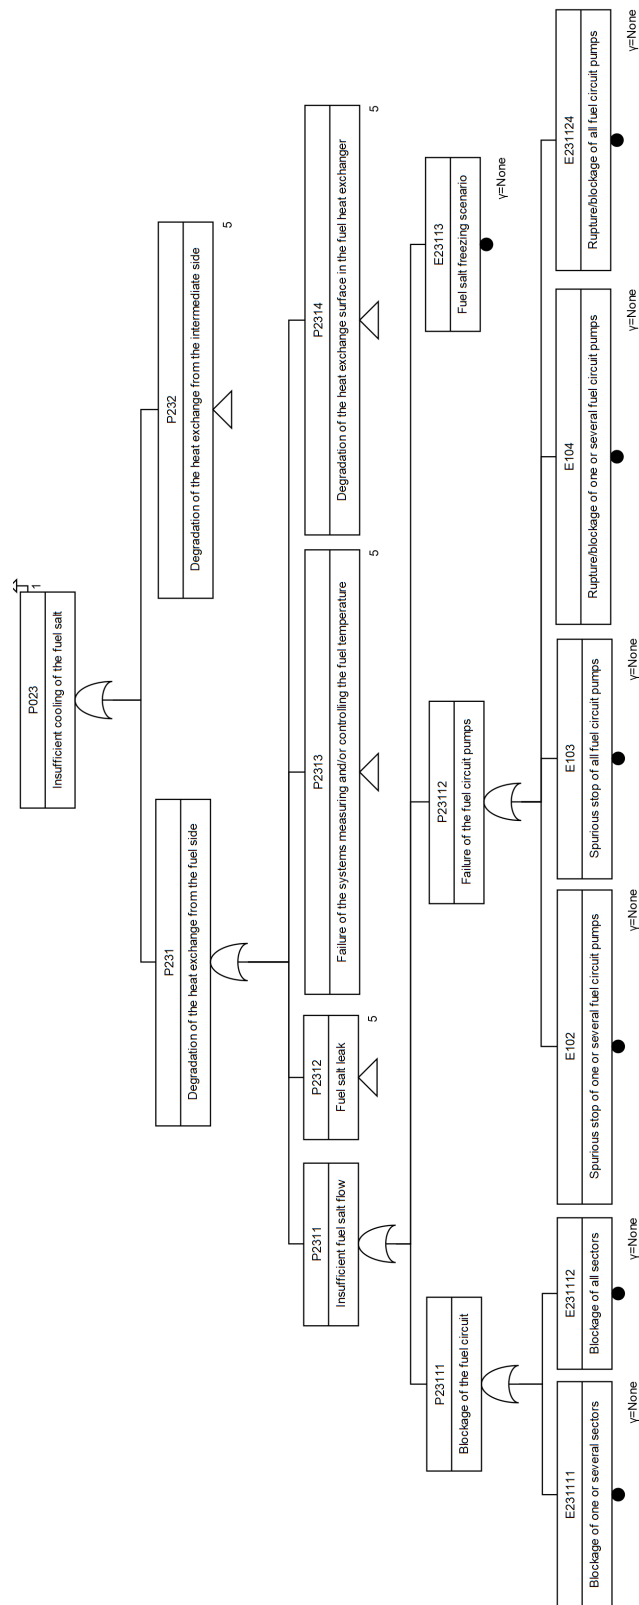 P023
Insufficient cooling of the fuel salt
1
P231
Degradation of the heat exchange from the fuel side
P232
Degradation of the heat exchange from the intermediate side
5
P2311
Insufficient fuel salt flow
P2312
Fuel salt leak
5
P2313
Failure of the systems measuring and/or controlling the fuel temperature
5
P2314
Degradation of the heat exchange surface in the fuel heat exchanger
5
P23111
Blockage of the fuel circuit
P23112
Failure of the fuel circuit pumps
E23113
Fuel salt freezing scenario
γ=None
E231111
Blockage of one or several sectors
γ=None
E231112
Blockage of all sectors
γ=None
E102
Spurious stop of one or several fuel circuit pumps
γ=None
E103
Spurious stop of all fuel circuit pumps
γ=None
E104
Rupture/blockage of one or several fuel circuit pumps
γ=None
E231124
Rupture/blockage of all fuel circuit pumps
γ=None